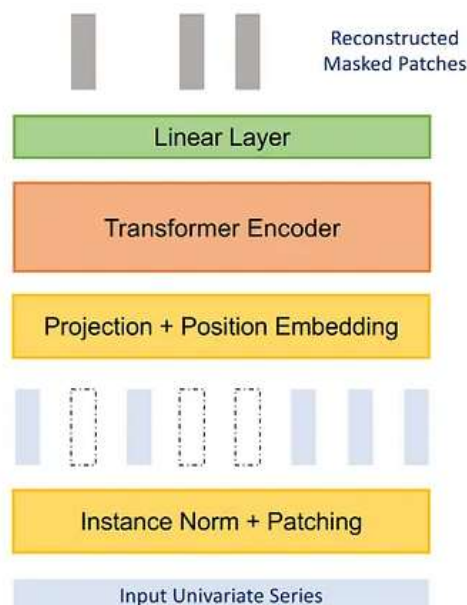 Reconstructed
Masked Patches
Linear Layer
Transformer Encoder
Projection + Position Embedding
Instance Norm + Patching
Input Univariate Series